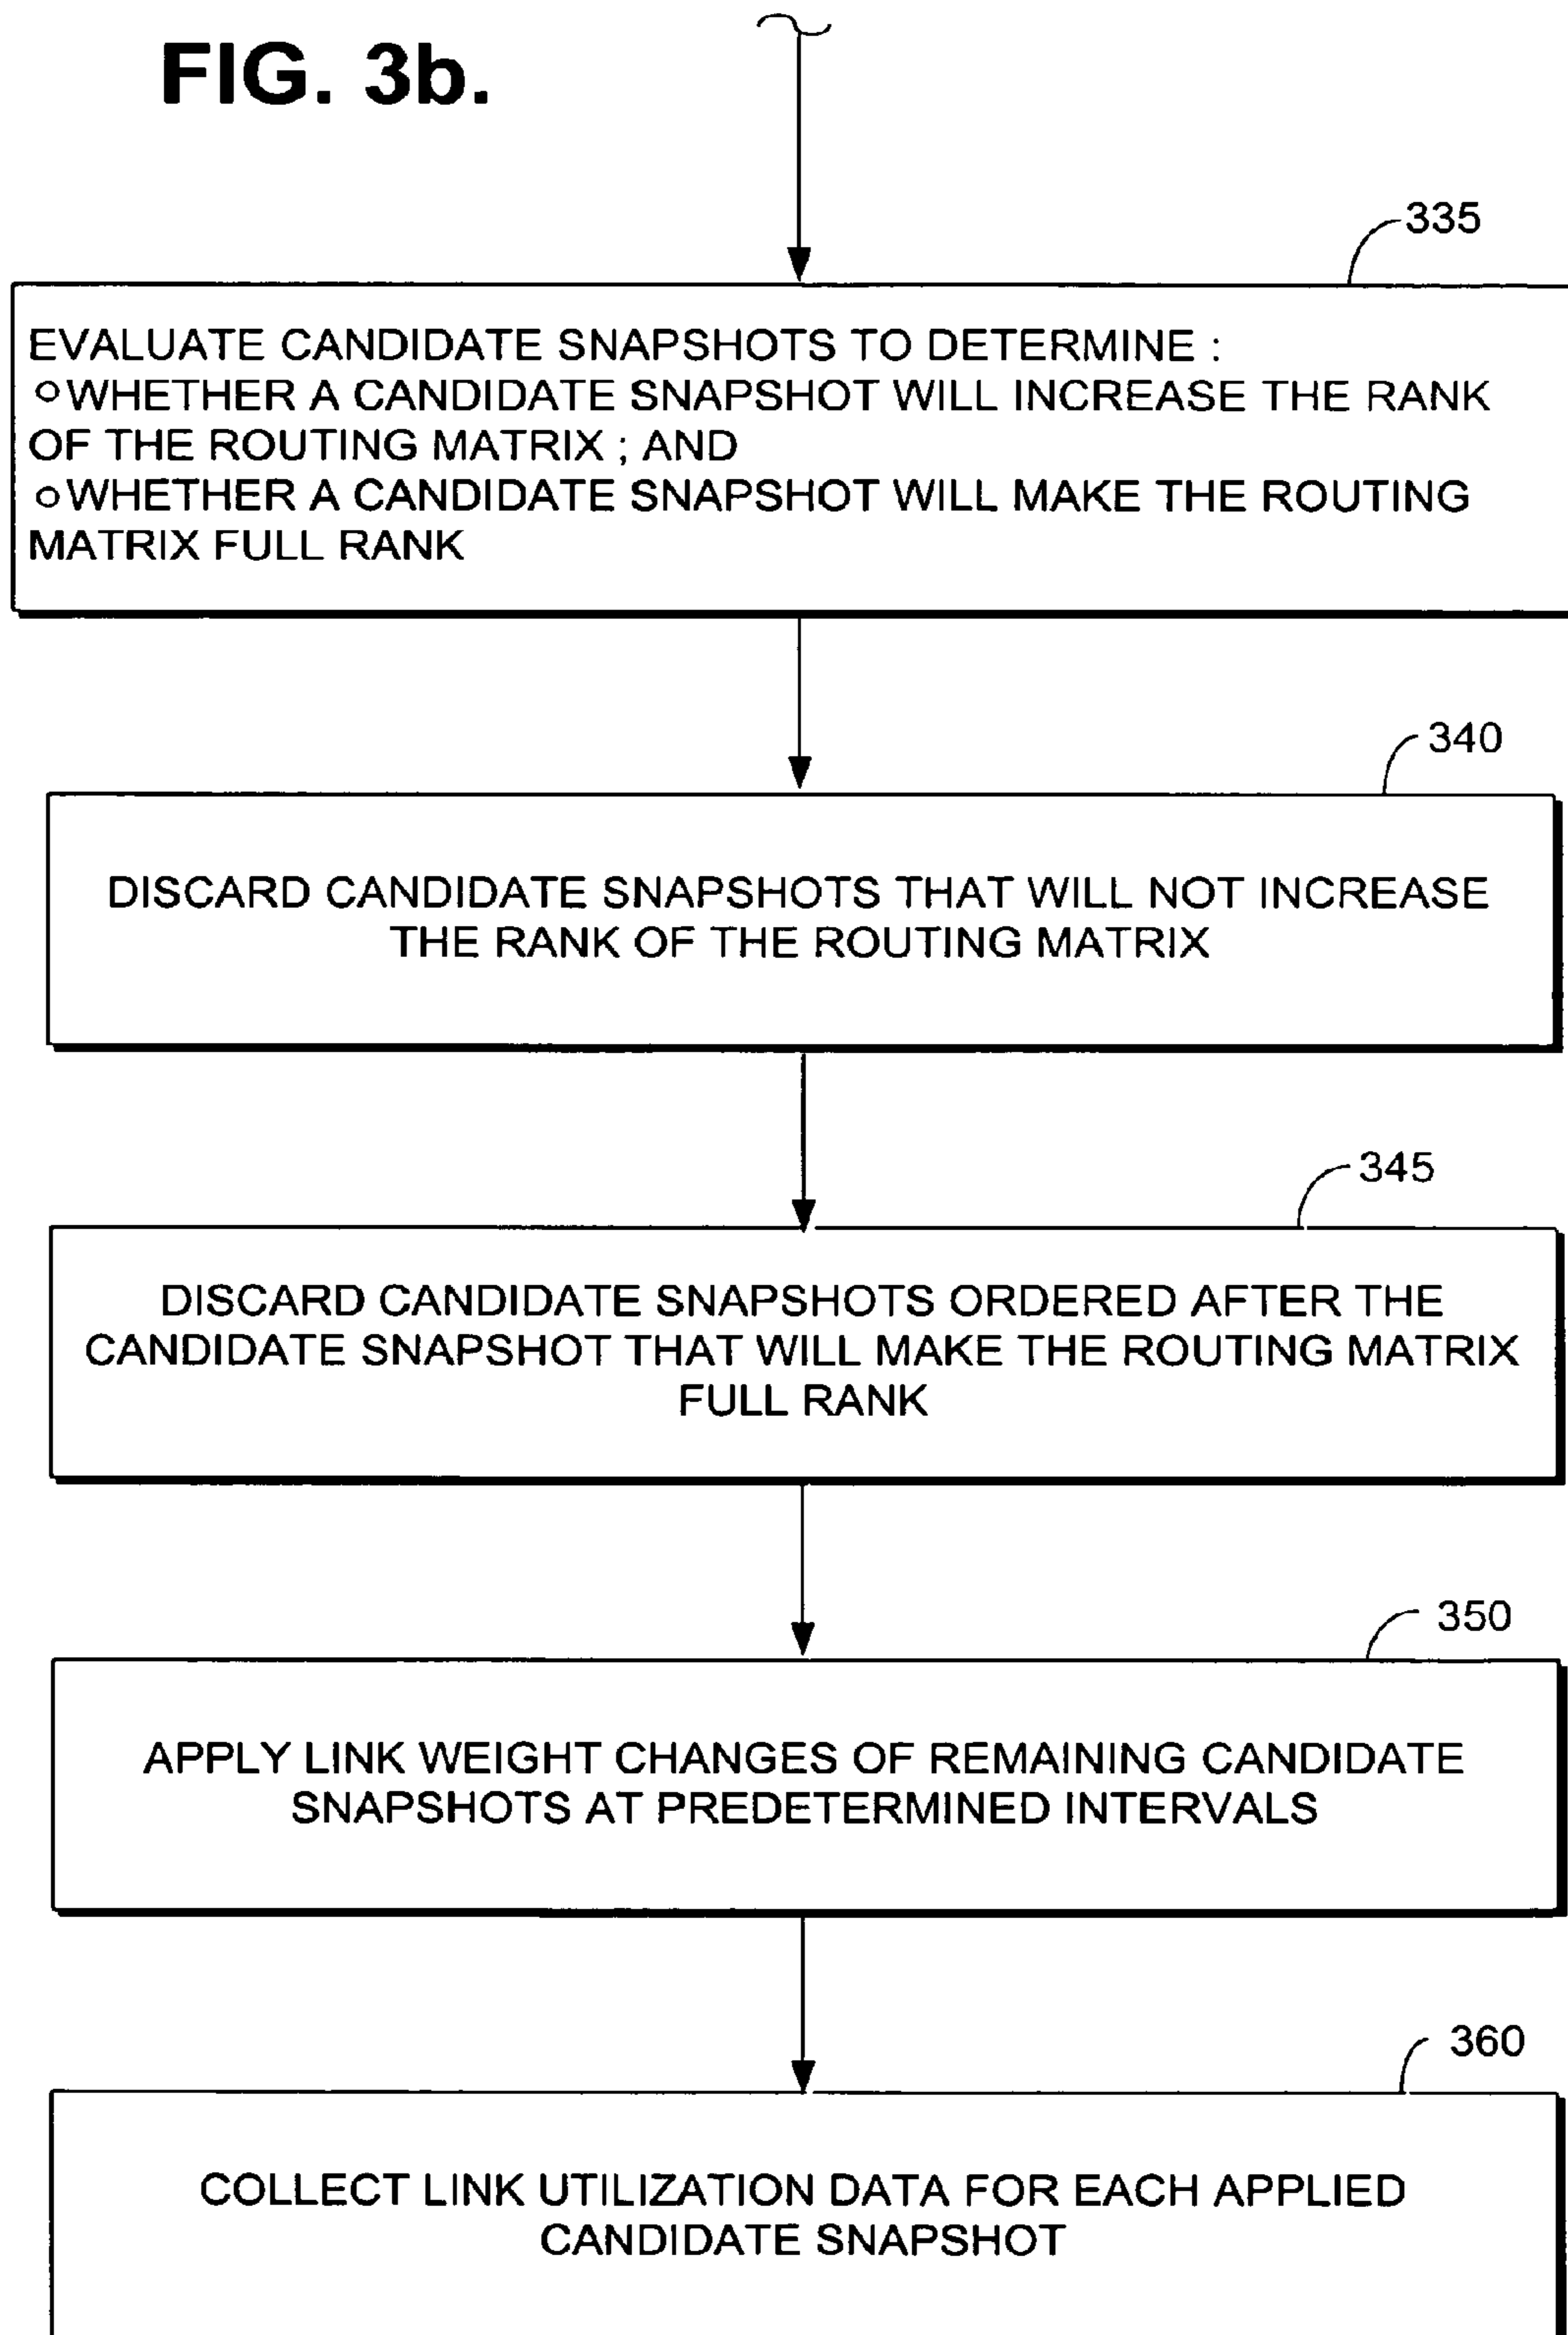 FIG. 3b.
335
EVALUATE CANDIDATE SNAPSHOTS TO DETERMINE :
○ WHETHER A CANDIDATE SNAPSHOT WILL INCREASE THE RANK
OF THE ROUTING MATRIX ; AND
○ WHETHER A CANDIDATE SNAPSHOT WILL MAKE THE ROUTING
MATRIX FULL RANK
340
DISCARD CANDIDATE SNAPSHOTS THAT WILL NOT INCREASE
THE RANK OF THE ROUTING MATRIX
345
DISCARD CANDIDATE SNAPSHOTS ORDERED AFTER THE
CANDIDATE SNAPSHOT THAT WILL MAKE THE ROUTING MATRIX
FULL RANK
350
APPLY LINK WEIGHT CHANGES OF REMAINING CANDIDATE
SNAPSHOTS AT PREDETERMINED INTERVALS
360
COLLECT LINK UTILIZATION DATA FOR EACH APPLIED
CANDIDATE SNAPSHOT